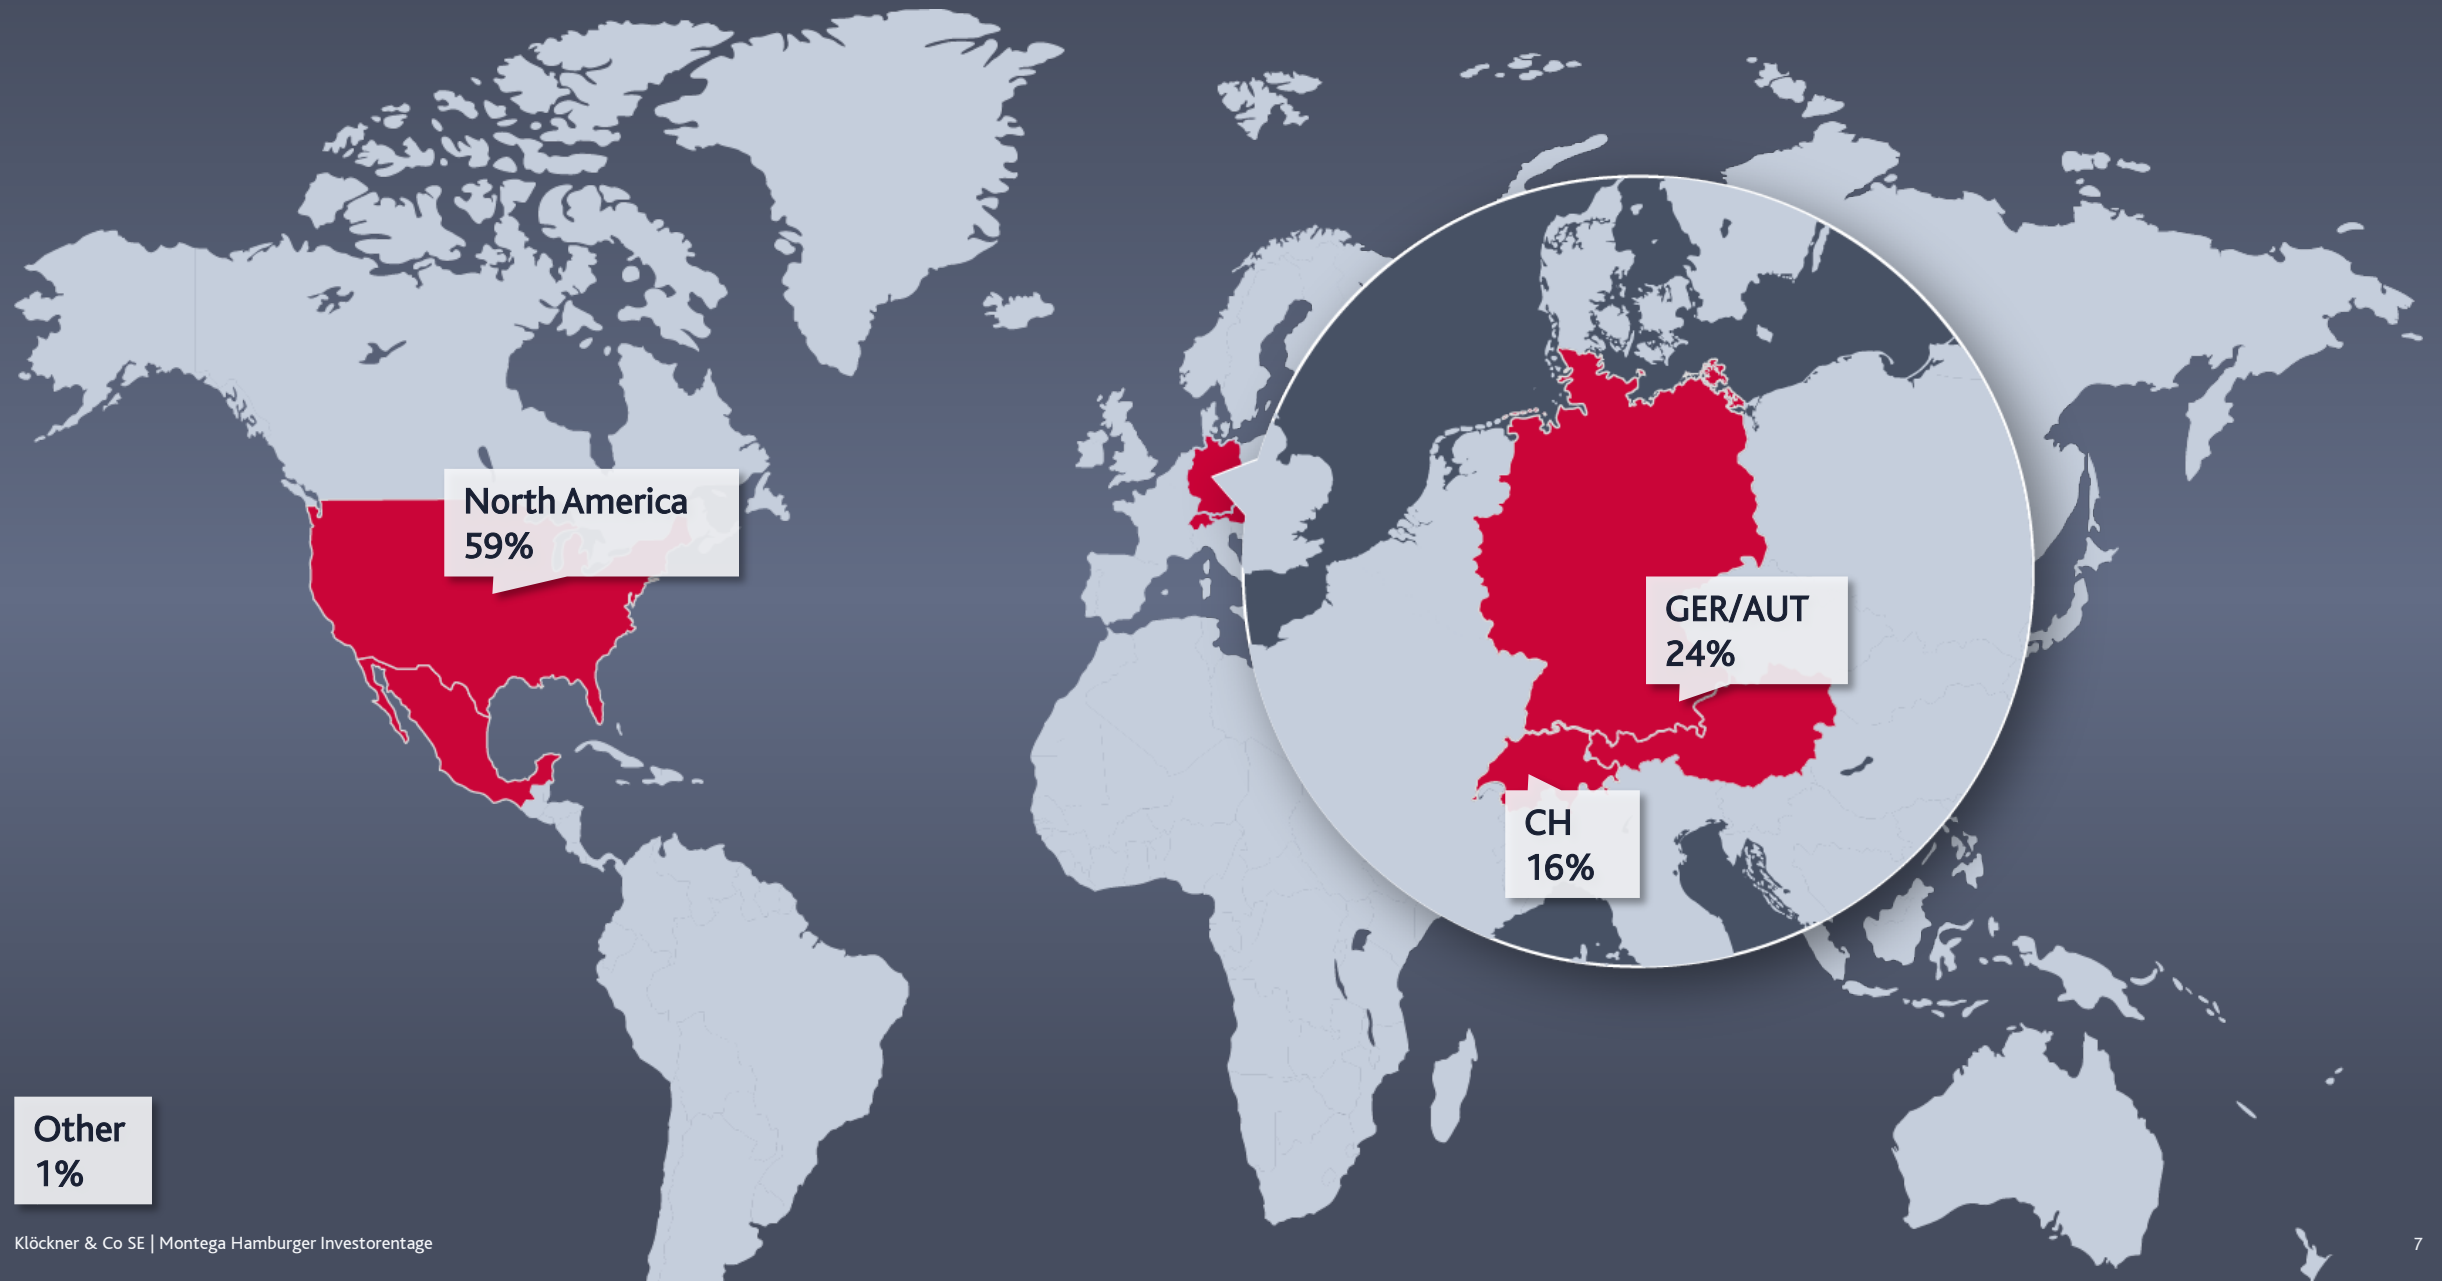 North America
59%
GER/AUT
24%
CH
16%
Other
1%
Klöckner & Co SE | Montega Hamburger Investorentage
7